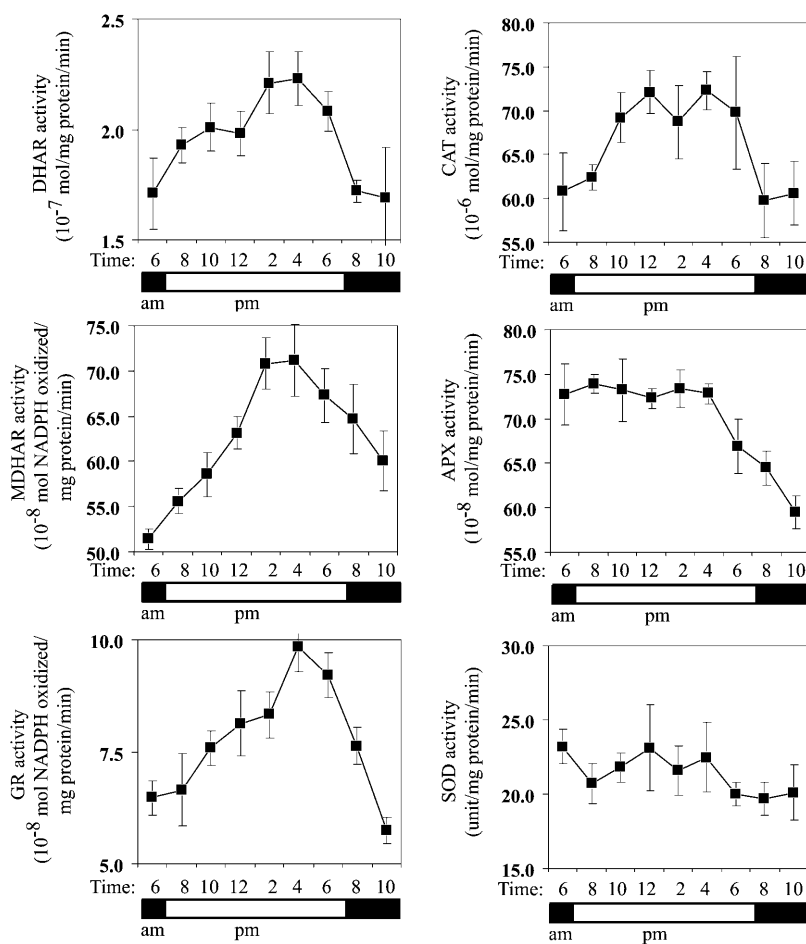 DHAR activity
(10-7 mol/mg protein/min)
2.5
2.0
1.5
Time: 6 8 10 12 2 4 6 8 10
am pm
CAT activity
(10-6 mol/mg protein/min)
80.0
75.0
70.0
65.0
60.0
55.0
Time: 6 8 10 12 2 4 6 8 10
am pm
MDHAR activity
(10-8 mol NADPH oxidized/
mg protein/min)
75.0
70.0
65.0
60.0
55.0
50.0
Time: 6 8 10 12 2 4 6 8 10
am pm
APX activity
(10-8 mol/mg protein/min)
80.0
75.0
70.0
65.0
60.0
55.0
Time: 6 8 10 12 2 4 6 8 10
am pm
GR activity
(10-8 mol NADPH oxidized/
mg protein/min)
10.0
7.5
5.0
Time: 6 8 10 12 2 4 6 8 10
am pm
SOD activity
(unit/mg protein/min)
30.0
25.0
20.0
15.0
Time: 6 8 10 12 2 4 6 8 10
am pm